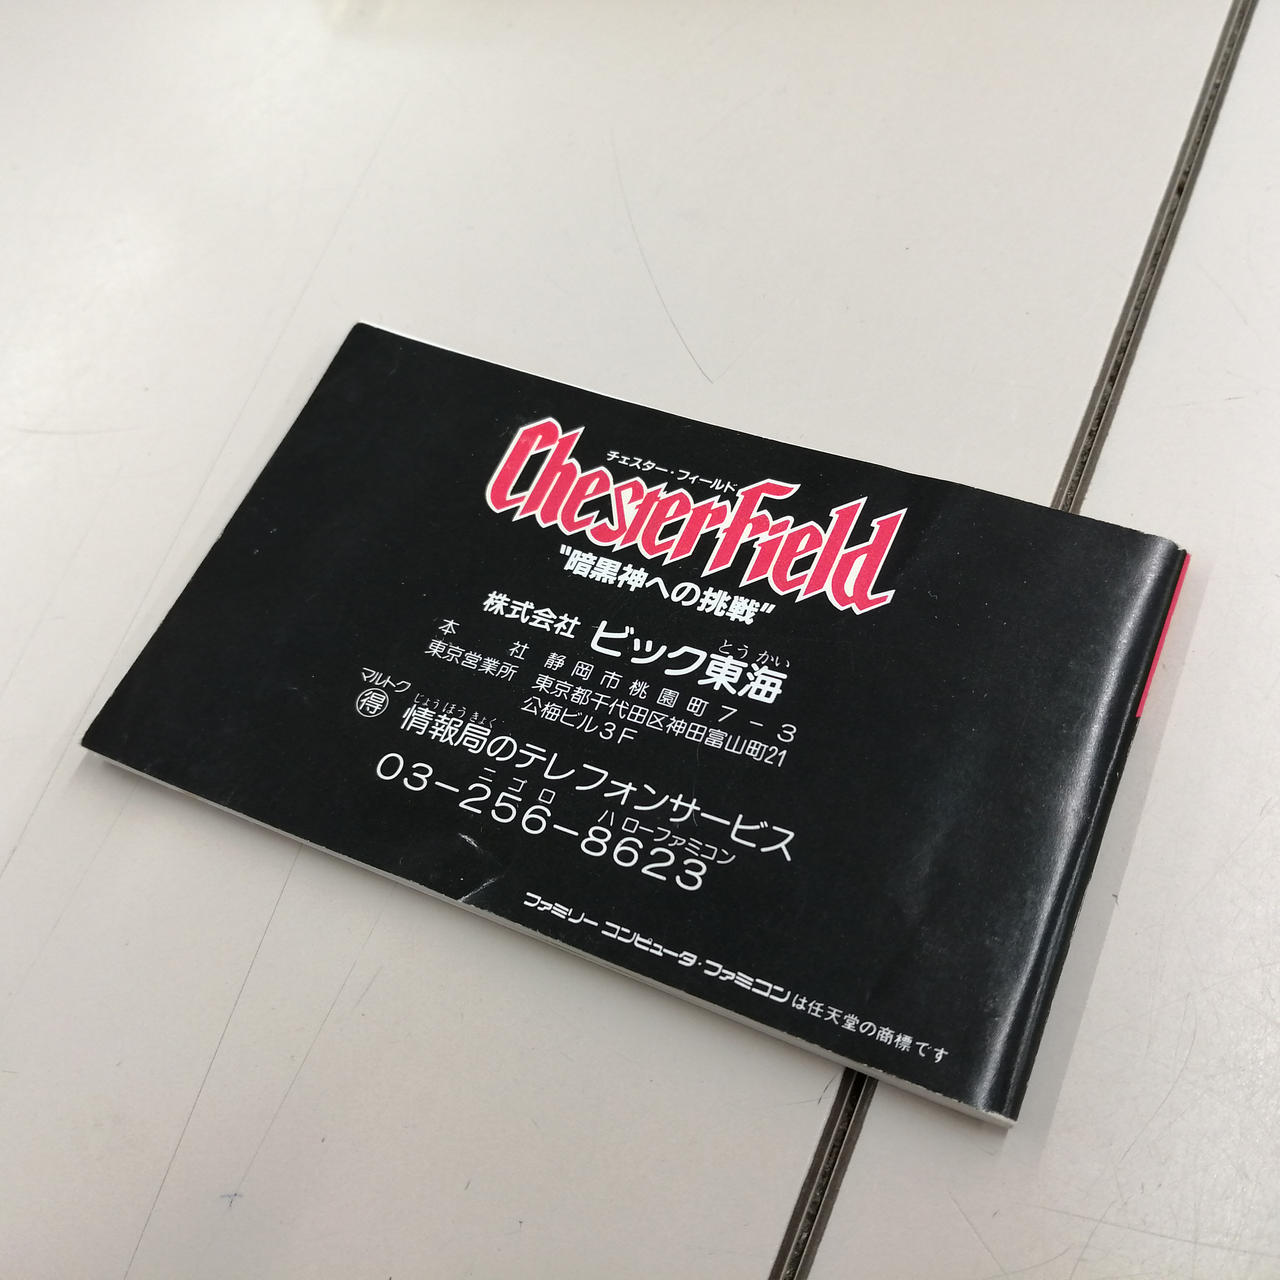 チェスター・フィールド
Chester Field
"暗黒神への挑戦"
とう かい
株式会社 ビック東海
本 社 静岡市桃園町7-3
東京営業所 東京都千代田区神田富山町21
公梅ビル3F
マルトク じょうほうきょく
得 情報局のテレフォンサービス
ニゴロ ハローファミコン
03-256-8623
ファミリー コンピュータ・ファミコンは任天堂の商標です